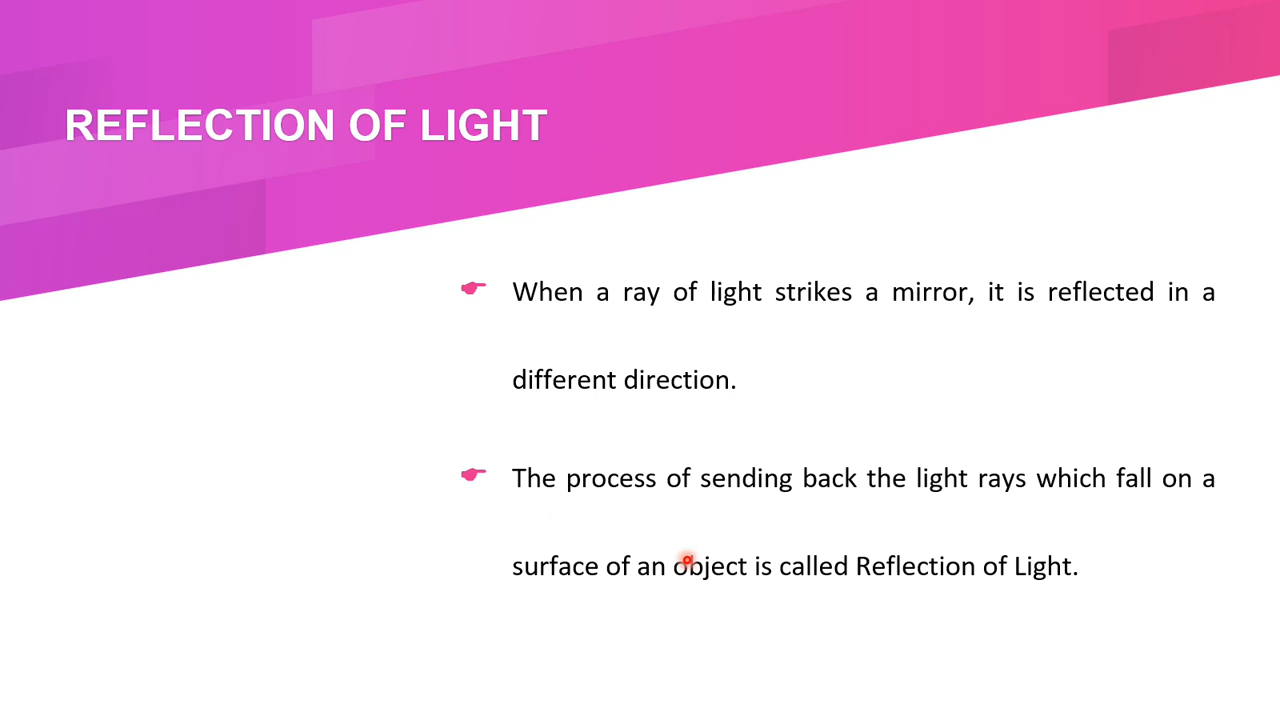 REFLECTION OF LIGHT
When a ray of light strikes a mirror, it is reflected in a
different direction.
The process of sending back the light rays which fall on a
surface of an object is called Reflection of Light.